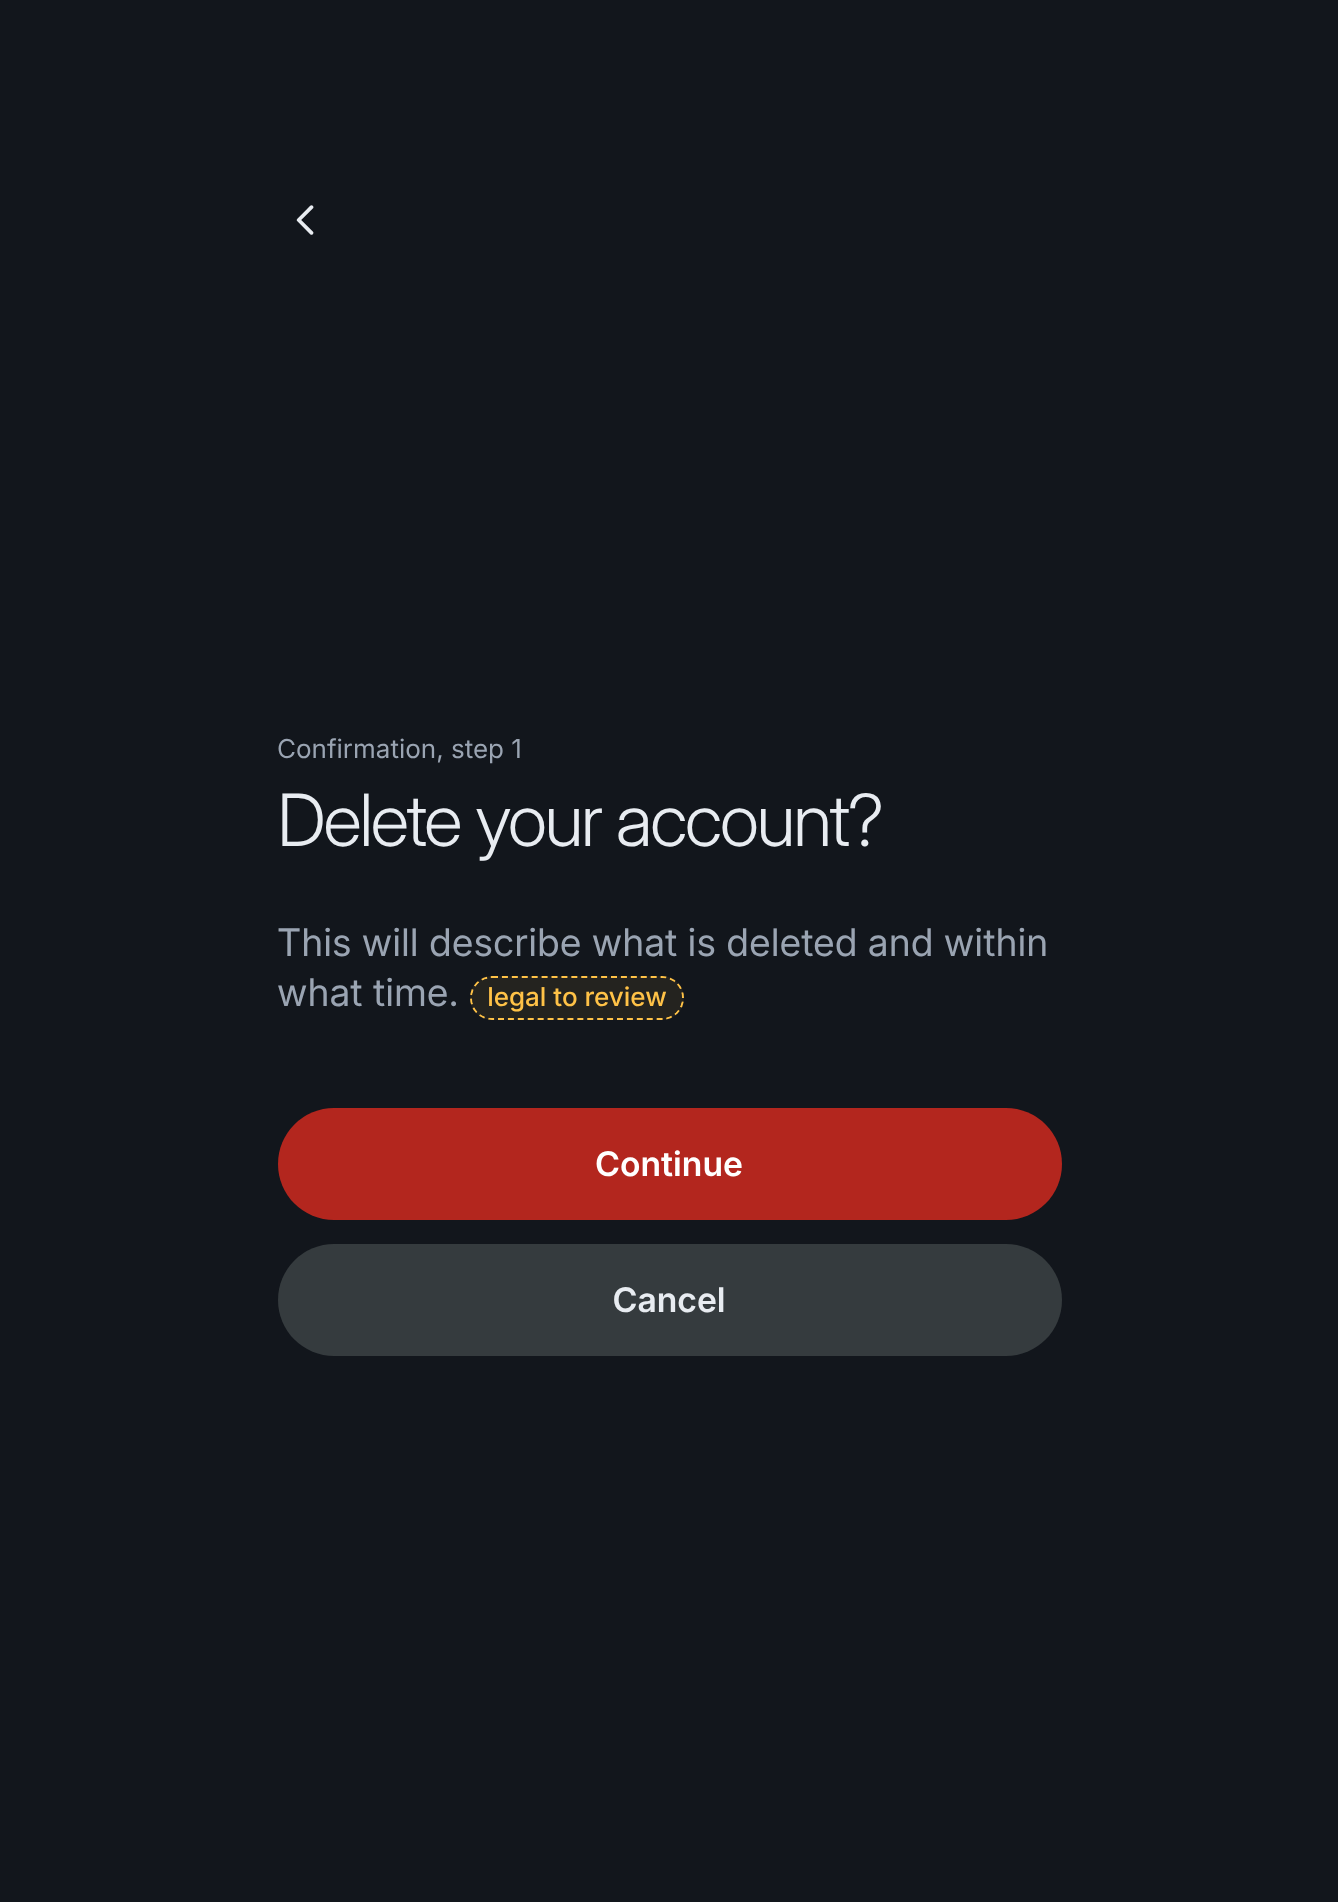 Confirmation, step 1
Delete your account?
This will describe what is deleted and within
what time. legal to review
Continue
Cancel